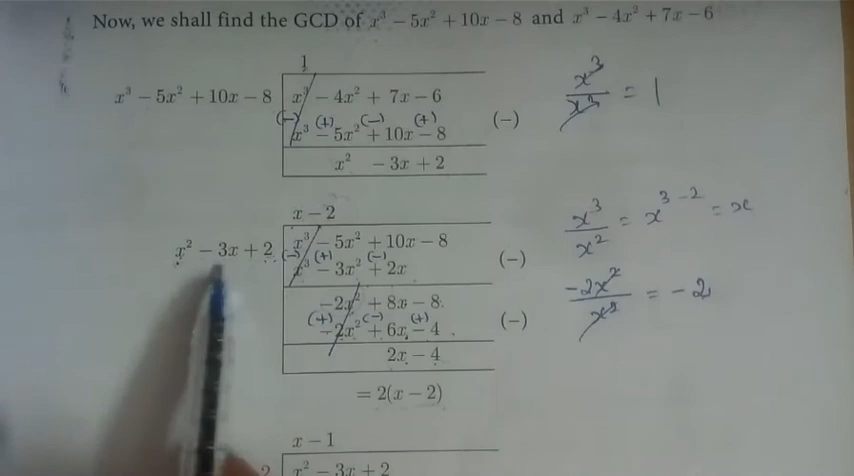 Now, we shall find the GCD of x³ − 5x² + 10x − 8 and x³ − 4x² + 7x − 6
1
x³ − 5x² + 10x − 8 x³ − 4x² + 7x − 6
(−) (+) (−) (+)
x³ − 5x² + 10x − 8 (−)
x² − 3x + 2
x³/x³ = 1
x − 2
x² − 3x + 2 x³ − 5x² + 10x − 8
(−) (+) (−)
x³ − 3x² + 2x (−)
−2x² + 8x − 8
(+) (−) (+)
−2x² + 6x − 4 (−)
2x − 4
= 2(x − 2)
x³/x² = x³⁻² = x
−2x²/x² = −2
x − 1
2 x² − 3x + 2